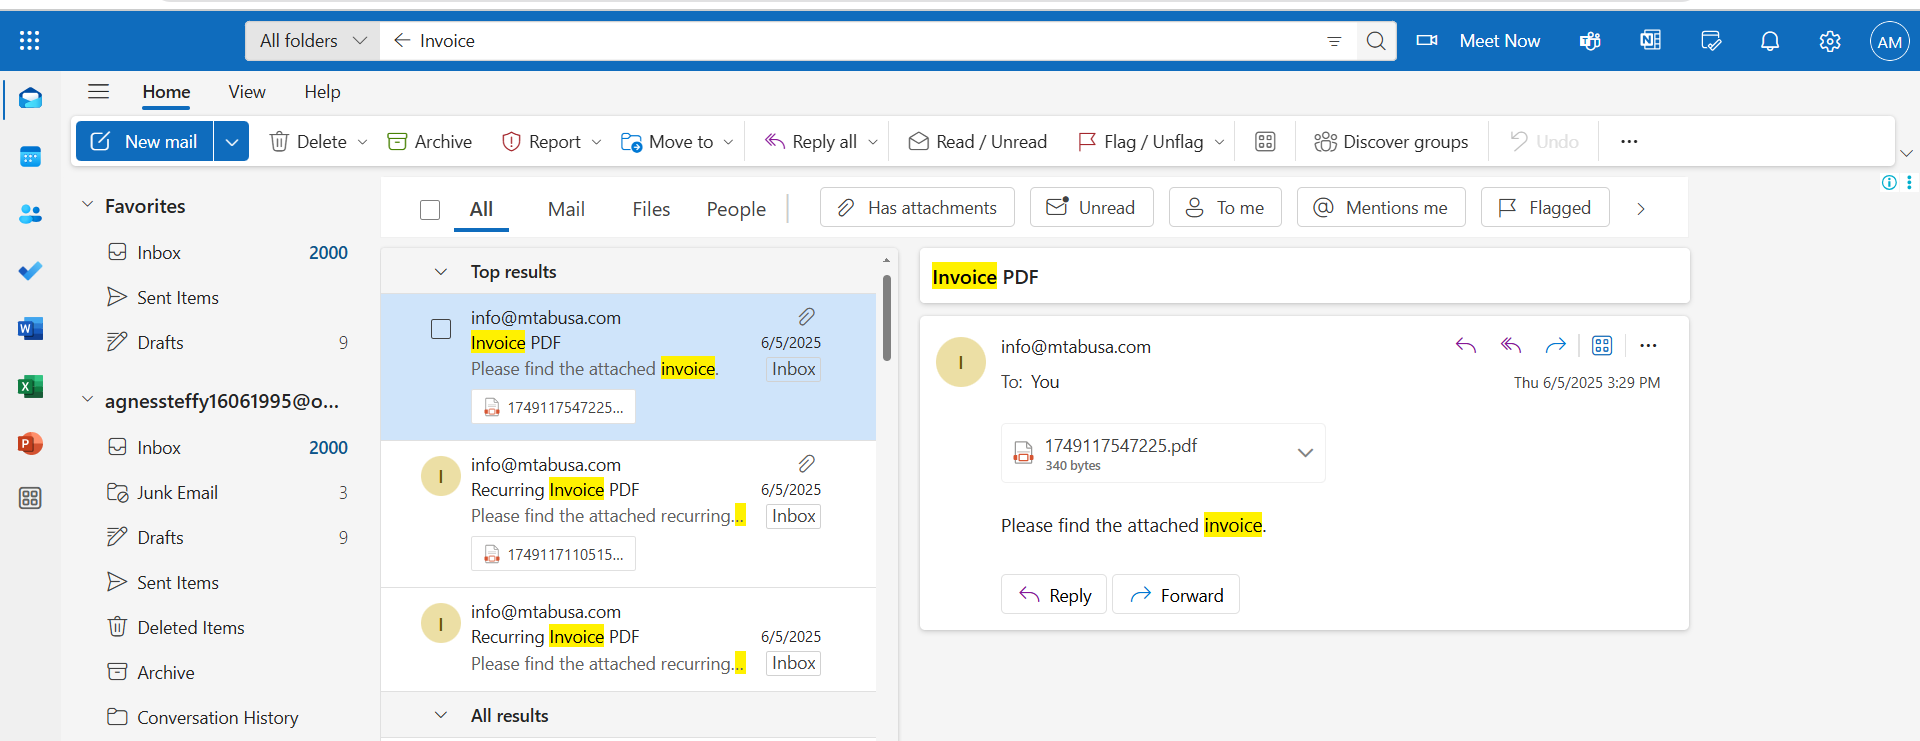 All folders
Invoice
Meet Now
AM
Home View Help
New mail
Delete
Archive
Report
Move to
Reply all
Read / Unread
Flag / Unflag
Discover groups
Undo
Favorites
Inbox 2000
Sent Items
Drafts 9
agnessteffy16061995@o...
Inbox 2000
Junk Email 3
Drafts 9
Sent Items
Deleted Items
Archive
Conversation History
All Mail Files People
Has attachments
Unread
To me
Mentions me
Flagged
Top results
info@mtabusa.com
Invoice PDF 6/5/2025
Please find the attached invoice. Inbox
1749117547225...
I
info@mtabusa.com
Recurring Invoice PDF 6/5/2025
Please find the attached recurring... Inbox
1749117110515...
I
info@mtabusa.com
Recurring Invoice PDF 6/5/2025
Please find the attached recurring... Inbox
All results
Invoice PDF
I
info@mtabusa.com
To: You
Thu 6/5/2025 3:29 PM
1749117547225.pdf
340 bytes
Please find the attached invoice.
Reply
Forward